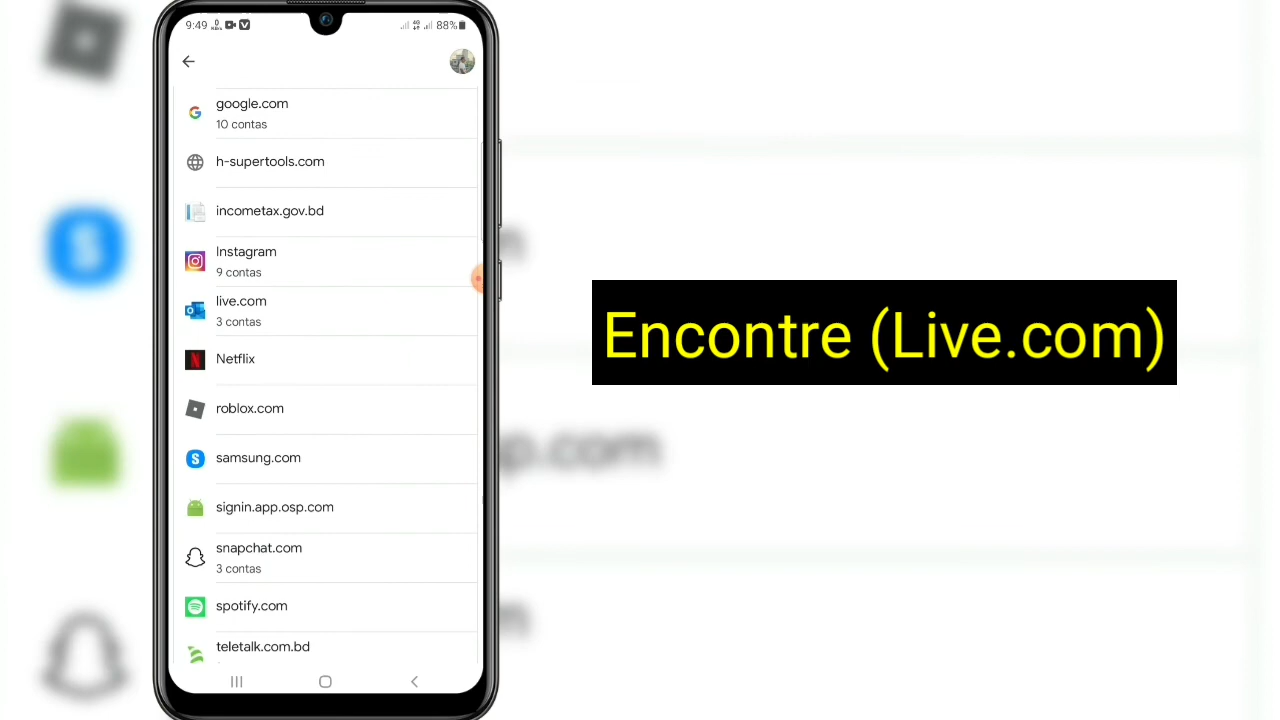 9:49
88%
google.com
10 contas
h-supertools.com
incometax.gov.bd
Instagram
9 contas
live.com
3 contas
Netflix
roblox.com
samsung.com
signin.app.osp.com
snapchat.com
3 contas
spotify.com
teletalk.com.bd
Encontre (Live.com)